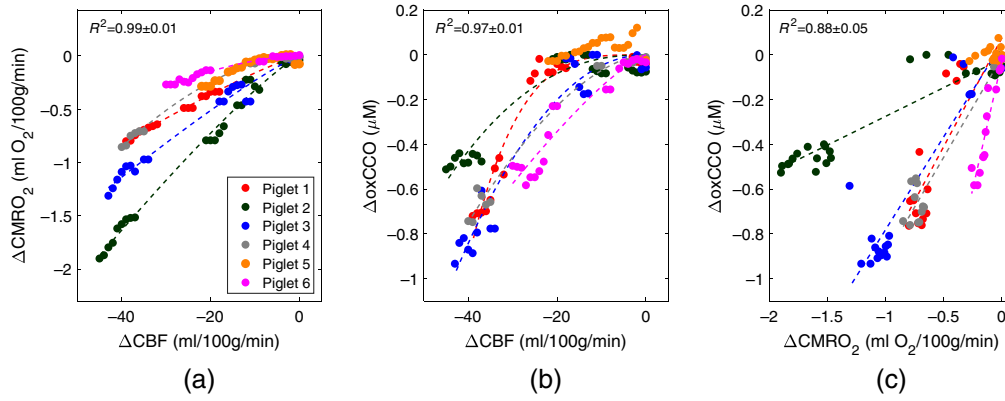 R²=0.99±0.01
0
−0.5
−1
−1.5
−2
−40
−20
0
ΔCMRO₂ (ml O₂/100g/min)
ΔCBF (ml/100g/min)
Piglet 1
Piglet 2
Piglet 3
Piglet 4
Piglet 5
Piglet 6
(a)
R²=0.97±0.01
0.2
0
−0.2
−0.4
−0.6
−0.8
−1
−40
−20
0
ΔoxCCO (μM)
ΔCBF (ml/100g/min)
(b)
R²=0.88±0.05
0.2
0
−0.2
−0.4
−0.6
−0.8
−1
−2
−1.5
−1
−0.5
0
ΔoxCCO (μM)
ΔCMRO₂ (ml O₂/100g/min)
(c)